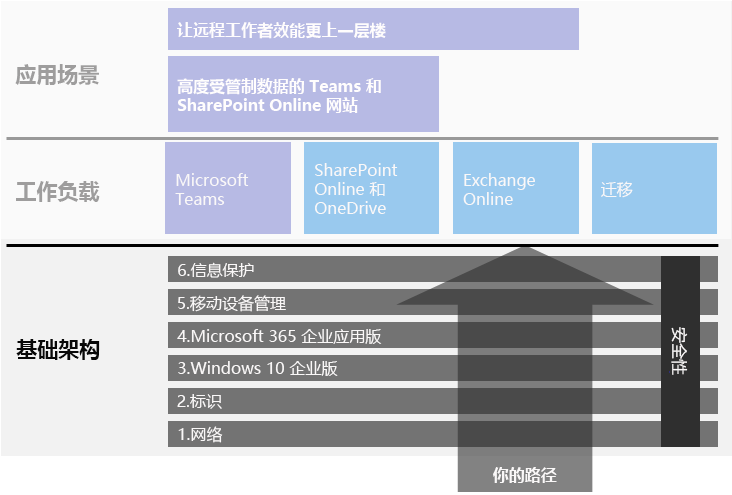 让远程工作者效能更上一层楼
应用场景
高度受管制数据的 Teams 和
SharePoint Online 网站
工作负载
Microsoft
Teams
SharePoint
Online 和
OneDrive
Exchange
Online
迁移
基础架构
6.信息保护
5.移动设备管理
4.Microsoft 365 企业应用版
3.Windows 10 企业版
2.标识
1.网络
安全性
你的路径